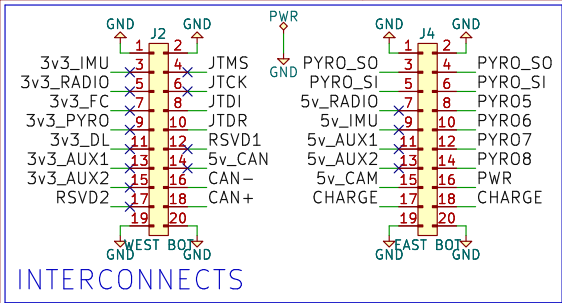 PWR
GND GND GND GND
J2 J4
1 2 1 2
3v3_IMU 3 4 JTMS PYRO_SO 3 4 PYRO_SO
3v3_RADIO 5 6 JTCK PYRO_SI 5 6 PYRO_SI
GND
3v3_FC 7 8 JTDI 5v_RADIO 7 8 PYRO5
3v3_PYRO 9 10 JTDR 5v_IMU 9 10 PYRO6
3v3_DL 11 12 RSVD1 5v_AUX1 11 12 PYRO7
3v3_AUX1 13 14 5v_CAN 5v_AUX2 13 14 PYRO8
3v3_AUX2 15 16 CAN- 5v_CAM 15 16 PWR
RSVD2 17 18 CAN+ CHARGE 17 18 CHARGE
19 20 19 20
WEST BOT EAST BOT
GND GND GND GND
INTERCONNECTS